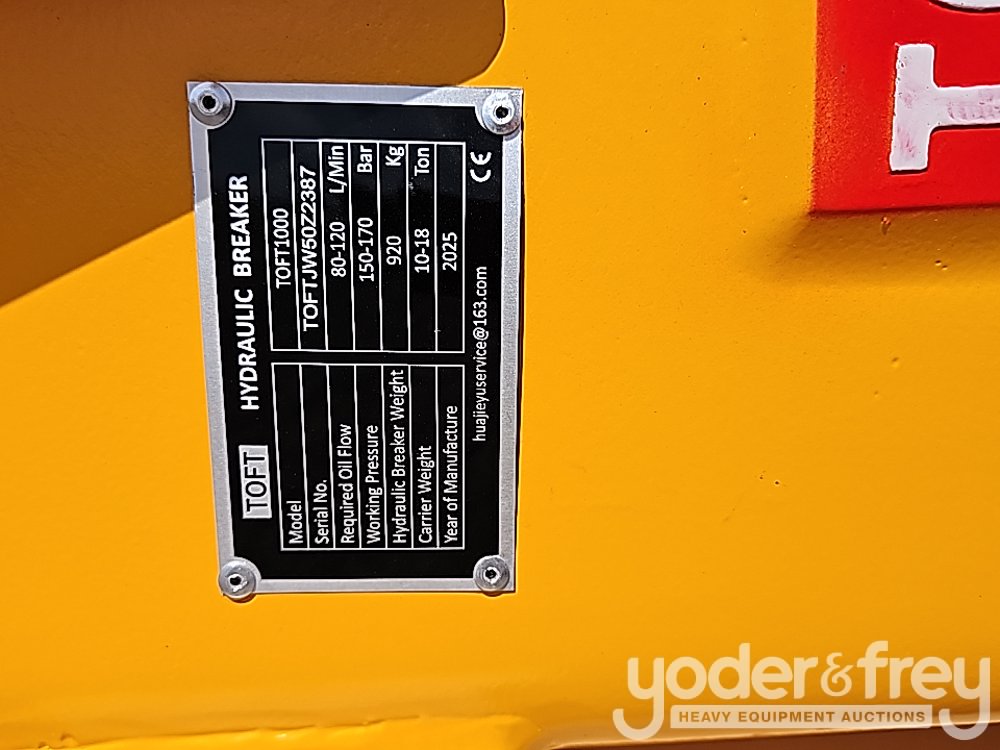 TOFT HYDRAULIC BREAKER
Model TOFT1000
Serial No. TOFTJW50Z2387
Required Oil Flow 80-120 L/Min
Working Pressure 150-170 Bar
Hydraulic Breaker Weight 920 Kg
Carrier Weight 10-18 Ton
Year of Manufacture 2025
huajieyuservice@163.com CE
yoder&frey
HEAVY EQUIPMENT AUCTIONS